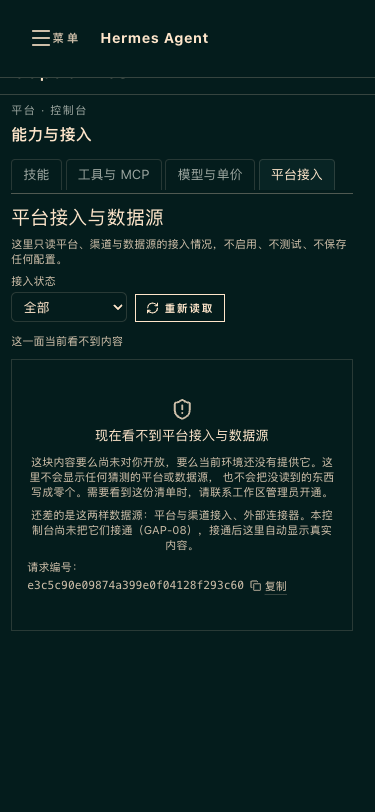 菜单 Hermes Agent
平台 · 控制台
能力与接入
技能 工具与 MCP 模型与单价 平台接入
平台接入与数据源
这里只读平台、渠道与数据源的接入情况，不启用、不测试、不保存
任何配置。
接入状态
全部 重新读取
这一面当前看不到内容
现在看不到平台接入与数据源
这块内容要么尚未对你开放，要么当前环境还没有提供它。这
里不会显示任何猜测的平台或数据源， 也不会把没读到的东西
写成零个。需要看到这份清单时，请联系工作区管理员开通。
还差的是这两样数据源：平台与渠道接入、外部连接器。本控
制台尚未把它们接通（GAP-08），接通后这里自动显示真实
内容。
请求编号：
e3c5c90e09874a399e0f04128f293c60 复制